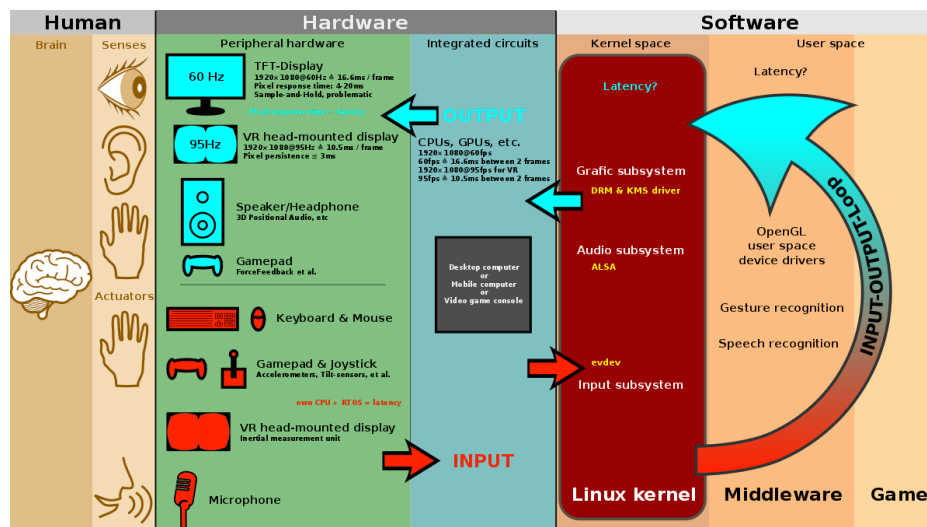 Human
Hardware
Software
Brain
Senses
Peripheral hardware
Integrated circuits
Kernel space
User space
60 Hz
TFT-Display
1920×1080@60Hz ≙ 16.6ms / frame
Pixel response time: 4-20ms
Sample-and-Hold, problematic
OUTPUT
95Hz
VR head-mounted display
1920×1080@95Hz ≙ 10.5ms / frame
Pixel persistence ≤ 3ms
CPUs, GPUs, etc.
1920×1080@60fps
60fps ≙ 16.6ms between 2 frames
1920×1080@95fps for VR
95fps ≙ 10.5ms between 2 frames
Speaker/Headphone
3D Positional Audio, etc
Gamepad
ForceFeedback et al.
Desktop computer
or
Mobile computer
or
Video game console
Actuators
Keyboard & Mouse
Gamepad & Joystick
Accelerometers, Tilt-sensors, et al.
own CPU + RTOS = latency
VR head-mounted display
Inertial measurement unit
INPUT
Microphone
Latency?
Grafic subsystem
DRM & KMS driver
Audio subsystem
ALSA
evdev
Input subsystem
Linux kernel
Latency?
OpenGL
user space
device drivers
Gesture recognition
Speech recognition
INPUT-OUTPUT-Loop
Middleware
Game